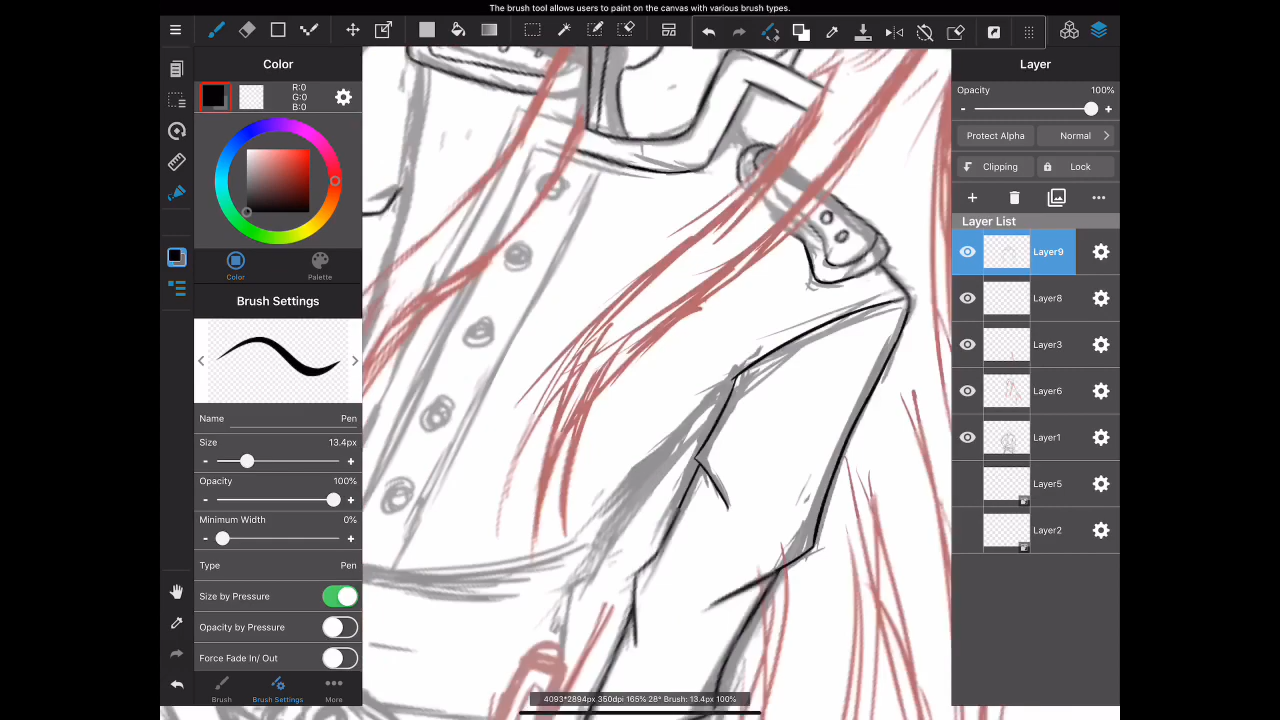 The brush tool allows users to paint on the canvas with various brush types.
Color
R:0
G:0
B:0
Color
Palette
Brush Settings
Name
Pen
Size
13.4px
-
+
Opacity
100%
-
+
Minimum Width
0%
-
+
Type
Pen
Size by Pressure
Opacity by Pressure
Force Fade In/ Out
Brush
Brush Settings
More
4093*2894px 350dpi 165% 28° Brush: 13.4px 100%
Layer
Opacity
100%
-
+
Protect Alpha
Normal
Clipping
Lock
Layer List
Layer9
Layer8
Layer3
Layer6
Layer1
Layer5
Layer2